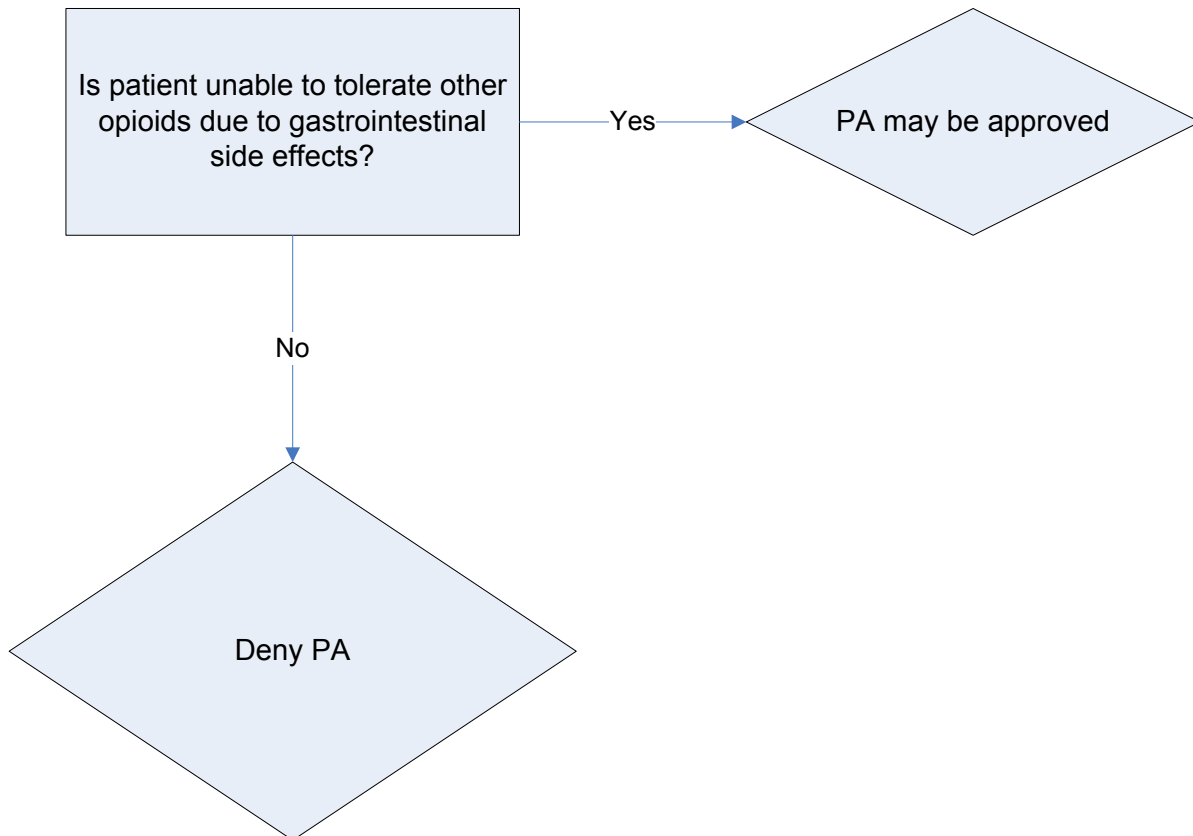 Is patient unable to tolerate other
opioids due to gastrointestinal
side effects?
Yes
PA may be approved
No
Deny PA